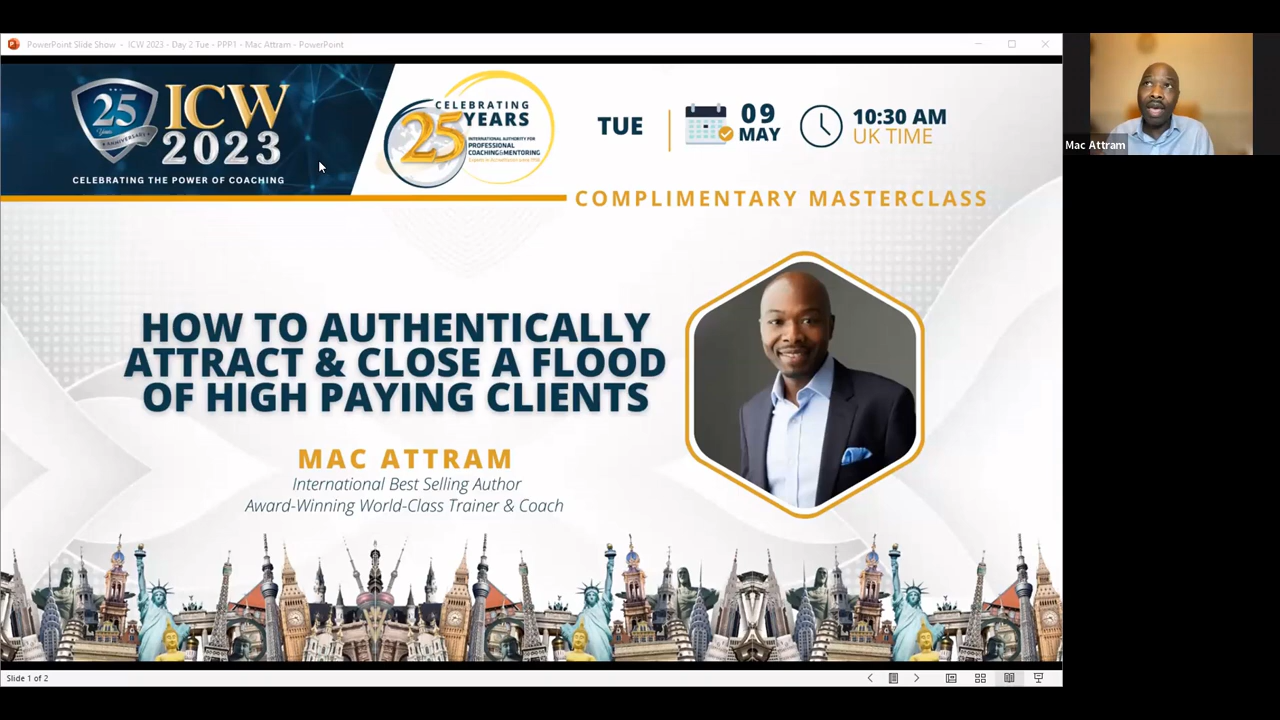 PowerPoint Slide Show - ICW 2023 - Day 2 Tue - PPP1 - Mac Attram - PowerPoint
25
Years
ANNIVERSARY
ICW
2023
CELEBRATING THE POWER OF COACHING
CELEBRATING
25 YEARS
INTERNATIONAL AUTHORITY FOR
PROFESSIONAL
COACHING&MENTORING
TUE
09
MAY
10:30 AM
UK TIME
COMPLIMENTARY MASTERCLASS
HOW TO AUTHENTICALLY
ATTRACT & CLOSE A FLOOD
OF HIGH PAYING CLIENTS
MAC ATTRAM
International Best Selling Author
Award-Winning World-Class Trainer & Coach
Slide 1 of 2
Mac Attram